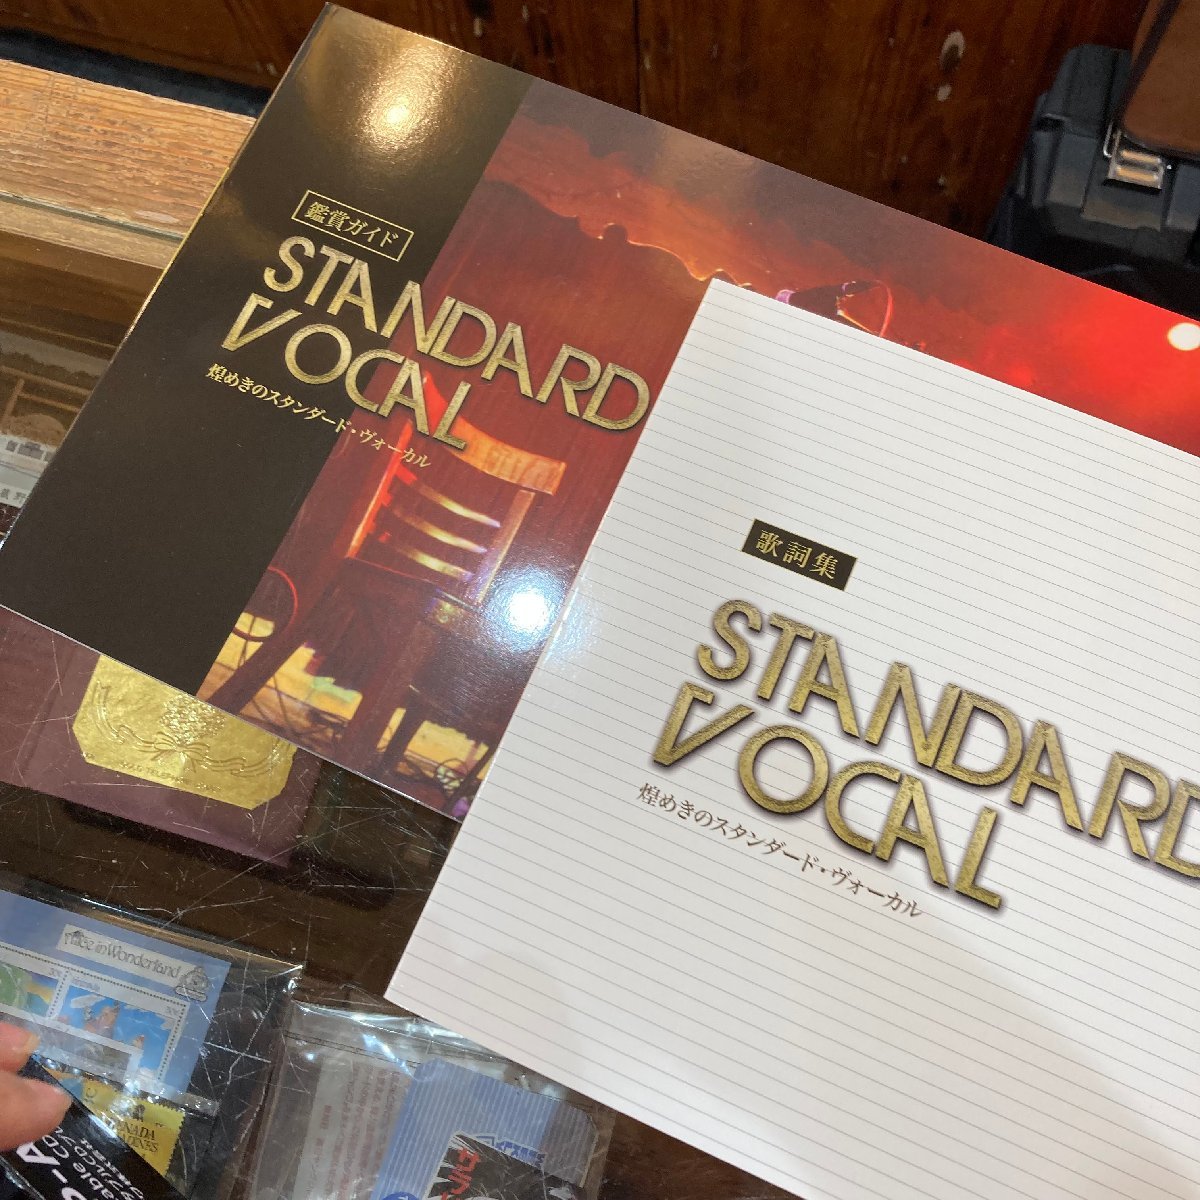 鑑賞ガイド
STANDARD
VOCAL
煌めきのスタンダード・ヴォーカル
歌詞集
STANDARD
VOCAL
煌めきのスタンダード・ヴォーカル
Alice in Wonderland